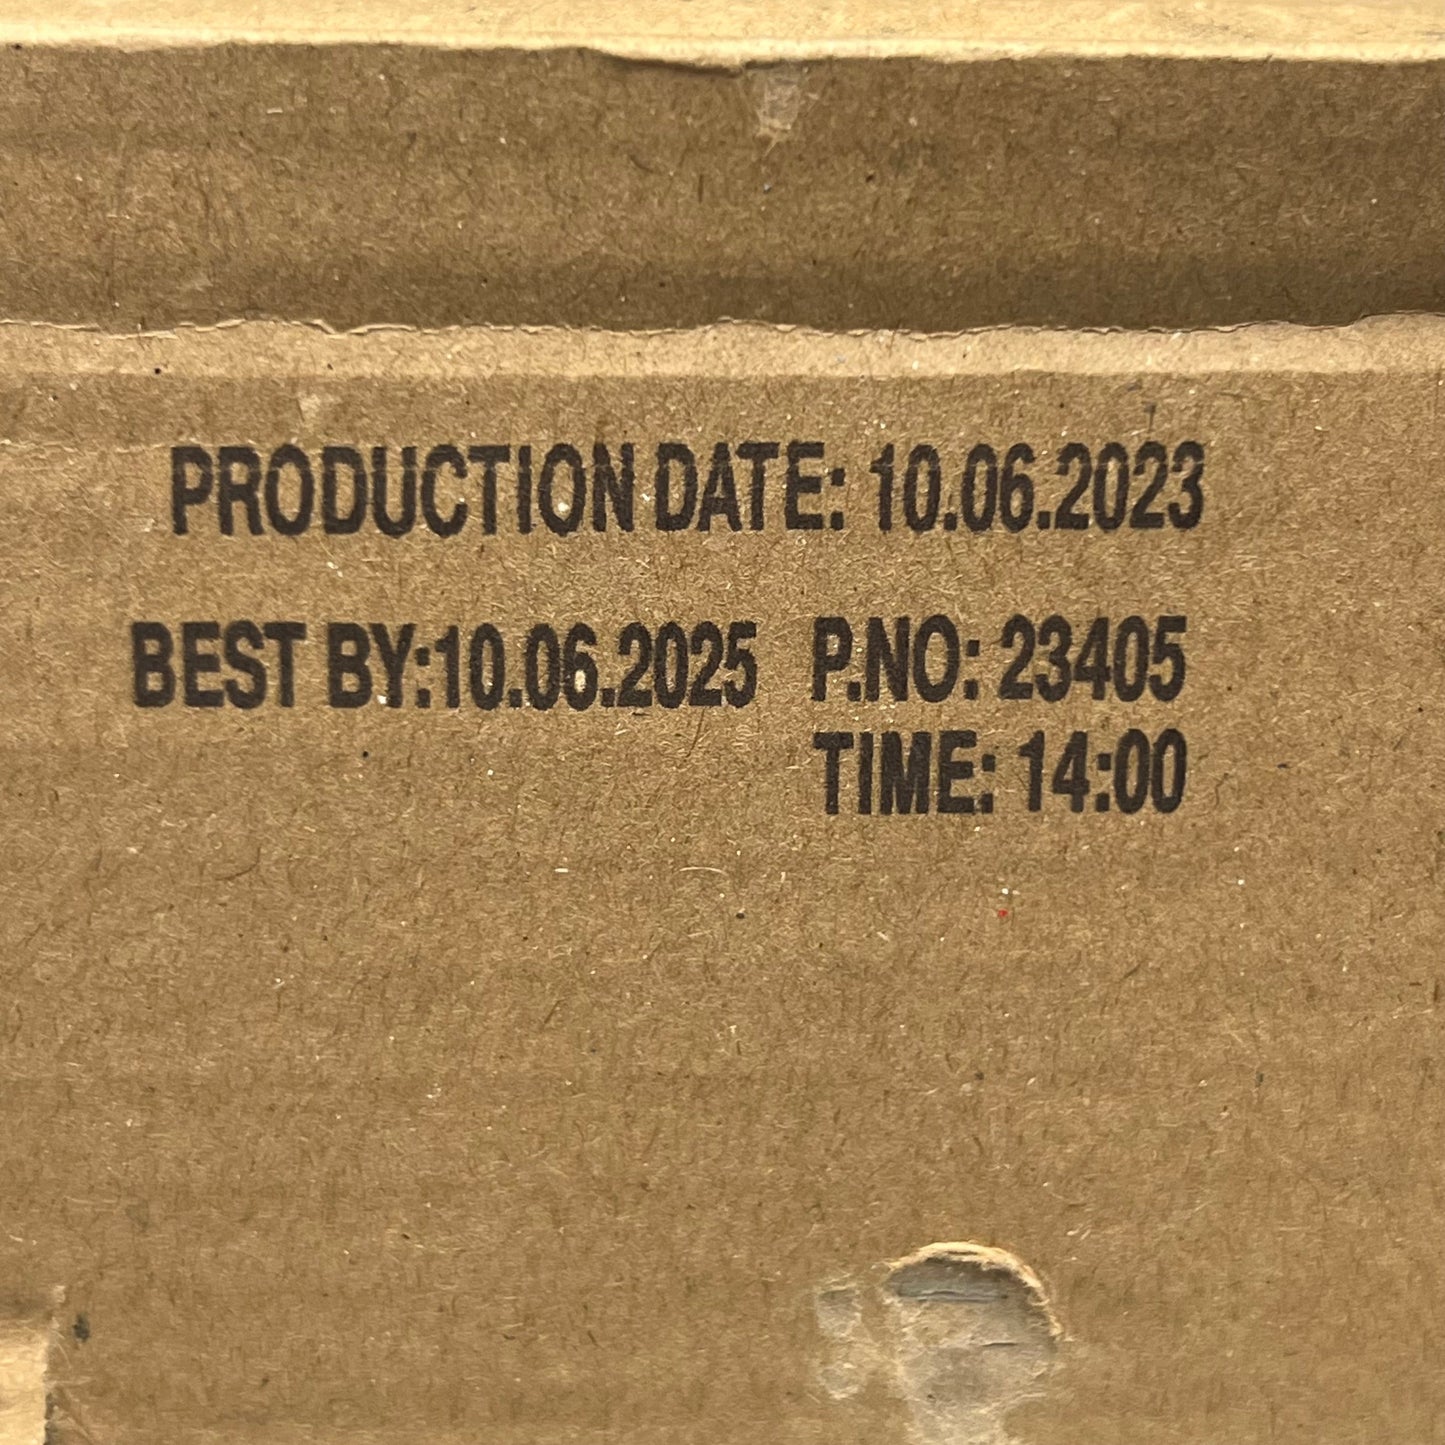 PRODUCTION DATE: 10.06.2023
BEST BY:10.06.2025 P.NO: 23405
TIME: 14:00